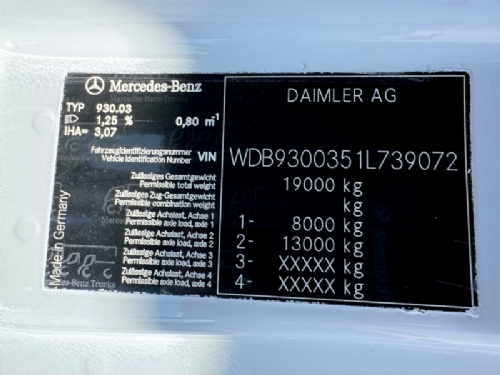 Mercedes-Benz
DAIMLER AG
TYP 930.03
1,25 % 0,80 m⁻¹
IHA= 3,07
Fahrzeugidentifizierungsnummer
Vehicle Identification Number VIN WDB9300351L739072
Zulässiges Gesamtgewicht
Permissible total weight 19000 kg
Zulässiges Zug-Gesamtgewicht
Permissible combination weight kg
Zulässige Achslast, Achse 1
Permissible axle load, axle 1 1- 8000 kg
Zulässige Achslast, Achse 2
Permissible axle load, axle 2 2- 13000 kg
Zulässige Achslast, Achse 3
Permissible axle load, axle 3 3- XXXXX kg
Zulässige Achslast, Achse 4
Permissible axle load, axle 4 4- XXXXX kg
Made in Germany
des-Benz Trucks